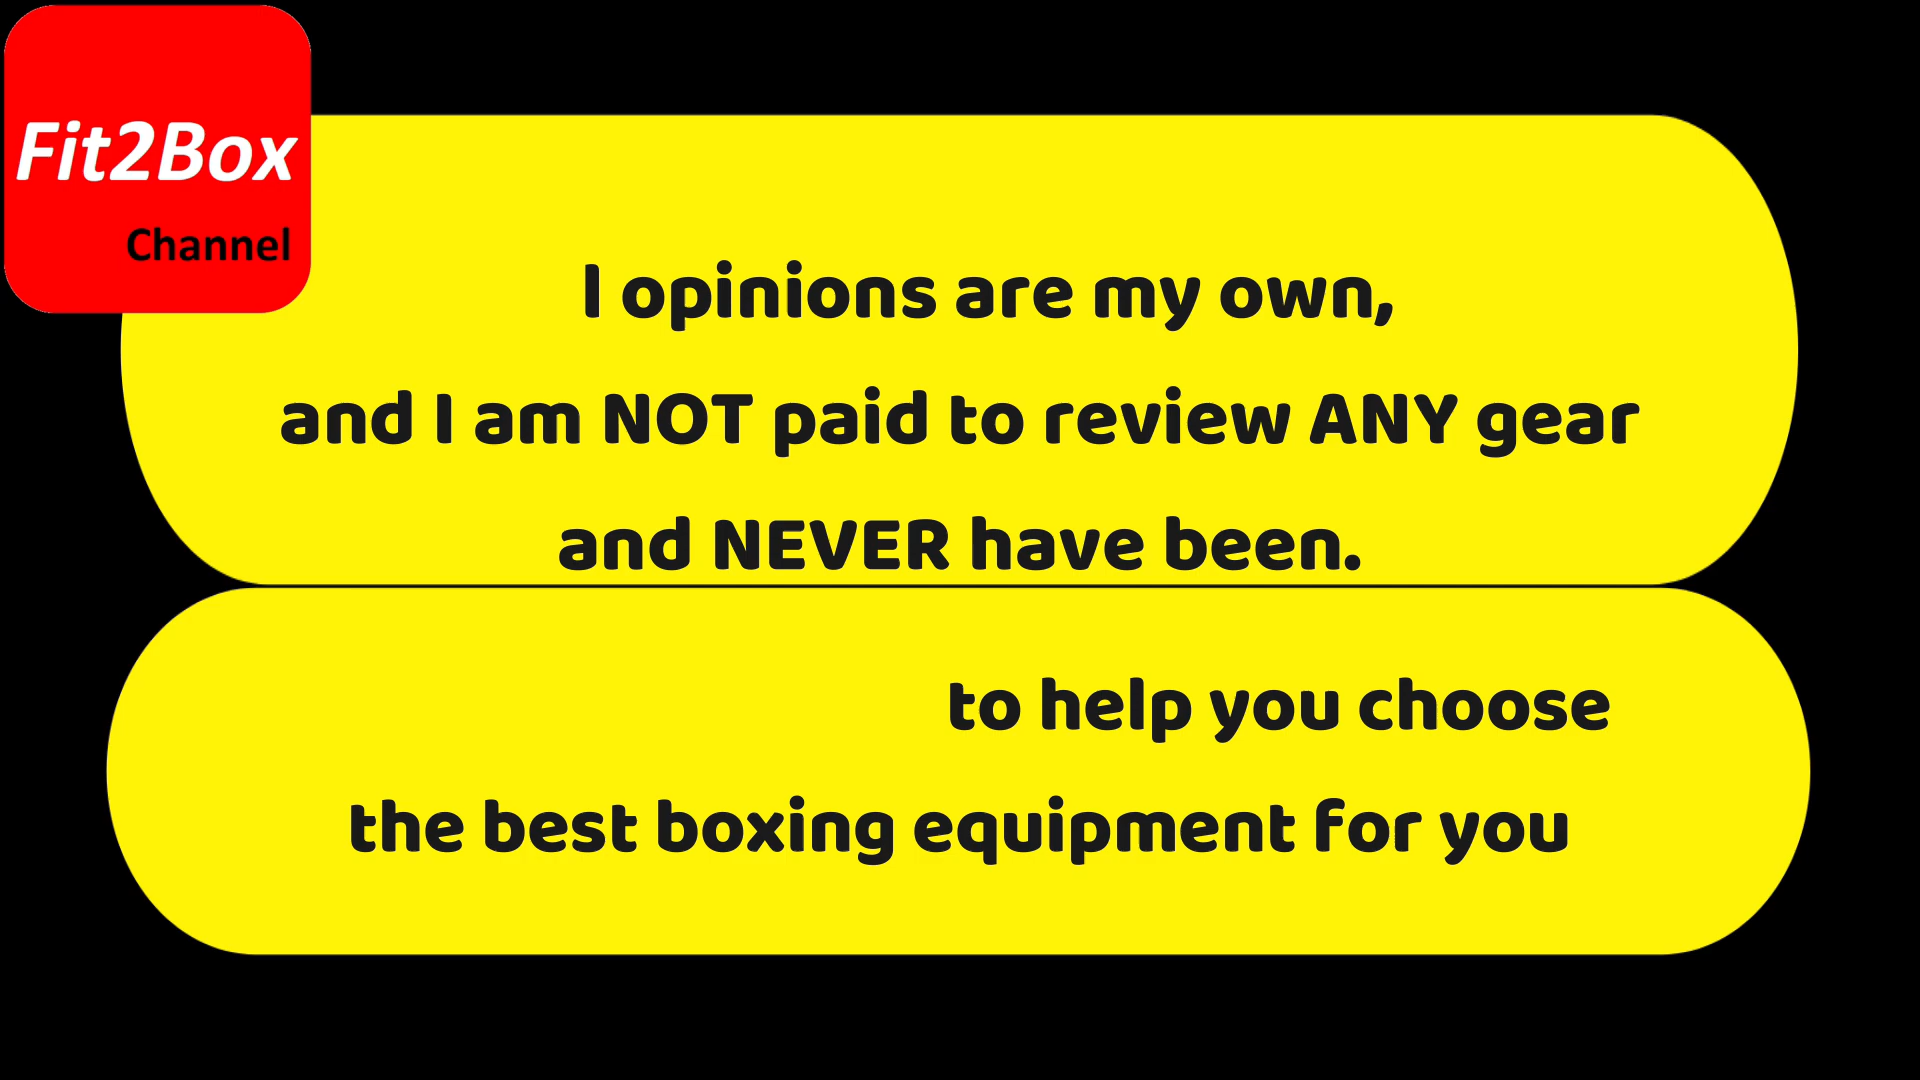 Fit2Box
Channel
I opinions are my own,
and I am NOT paid to review ANY gear
and NEVER have been.
to help you choose
the best boxing equipment for you